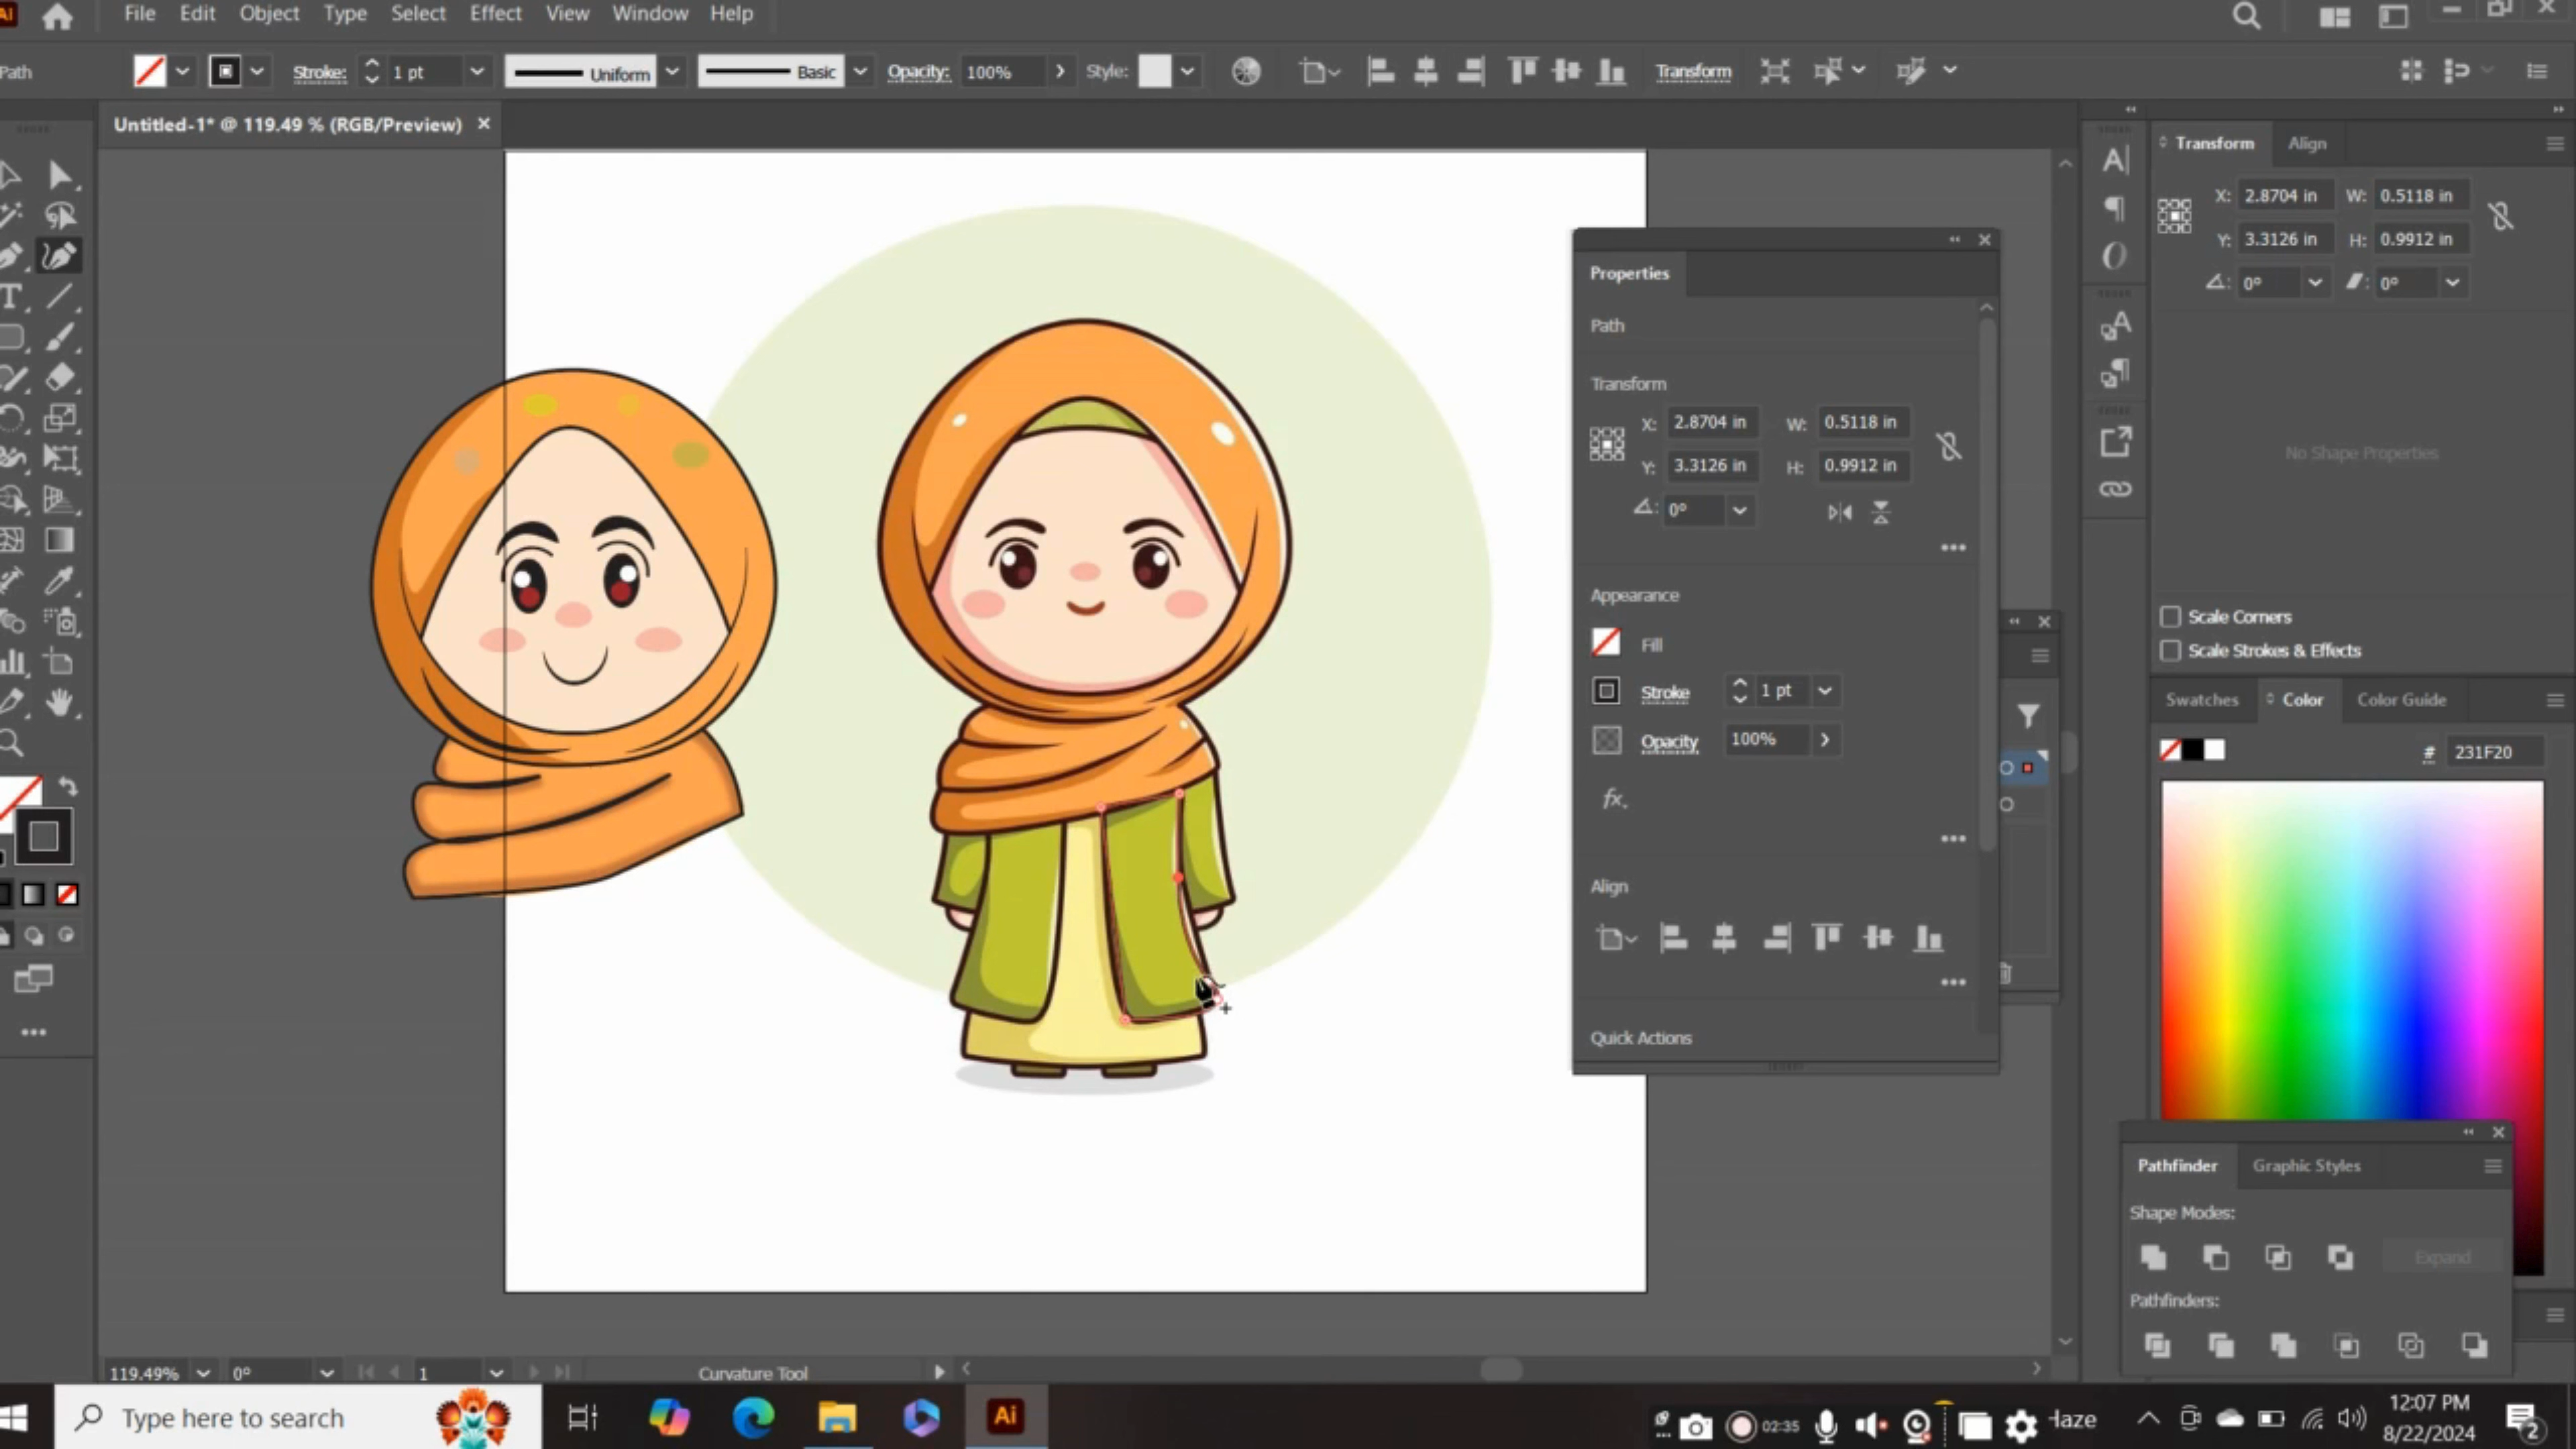 Ai File Edit Object Type Select Effect View Window Help
Path Stroke: 1 pt Uniform Basic Opacity: 100% Style: Transform
Untitled-1* @ 119.49 % (RGB/Preview) ×
Transform Align
X: 2.8704 in W: 0.5118 in
Y: 3.3126 in H: 0.9912 in
0° 0°
No Shape Properties
Scale Corners
Scale Strokes & Effects
Properties
Path
Transform
X: 2.8704 in W: 0.5118 in
Y: 3.3126 in H: 0.9912 in
0°
Appearance
Fill
Stroke 1 pt
Opacity 100%
fx.
Align
Quick Actions
Swatches Color Color Guide
# 231F20
Pathfinder Graphic Styles
Shape Modes:
Expand
Pathfinders:
119.49% 0° 1 Curvature Tool
Type here to search
Ai
02:35
Haze
12:07 PM
8/22/2024
2